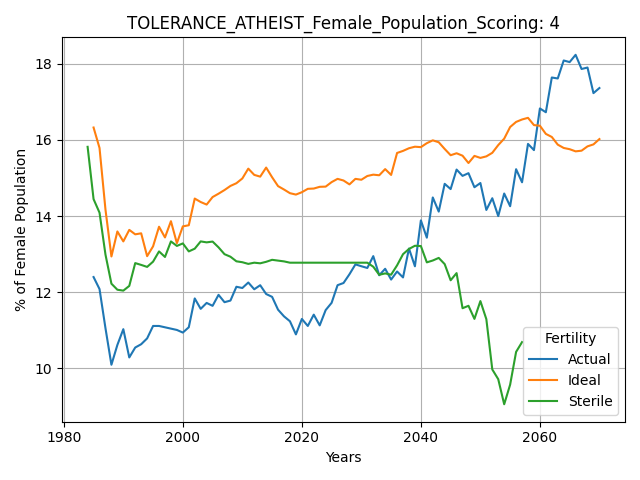 TOLERANCE_ATHEIST_Female_Population_Scoring: 4
% of Female Population
18
16
14
12
10
1980
2000
2020
2040
2060
Years
Fertility
Actual
Ideal
Sterile